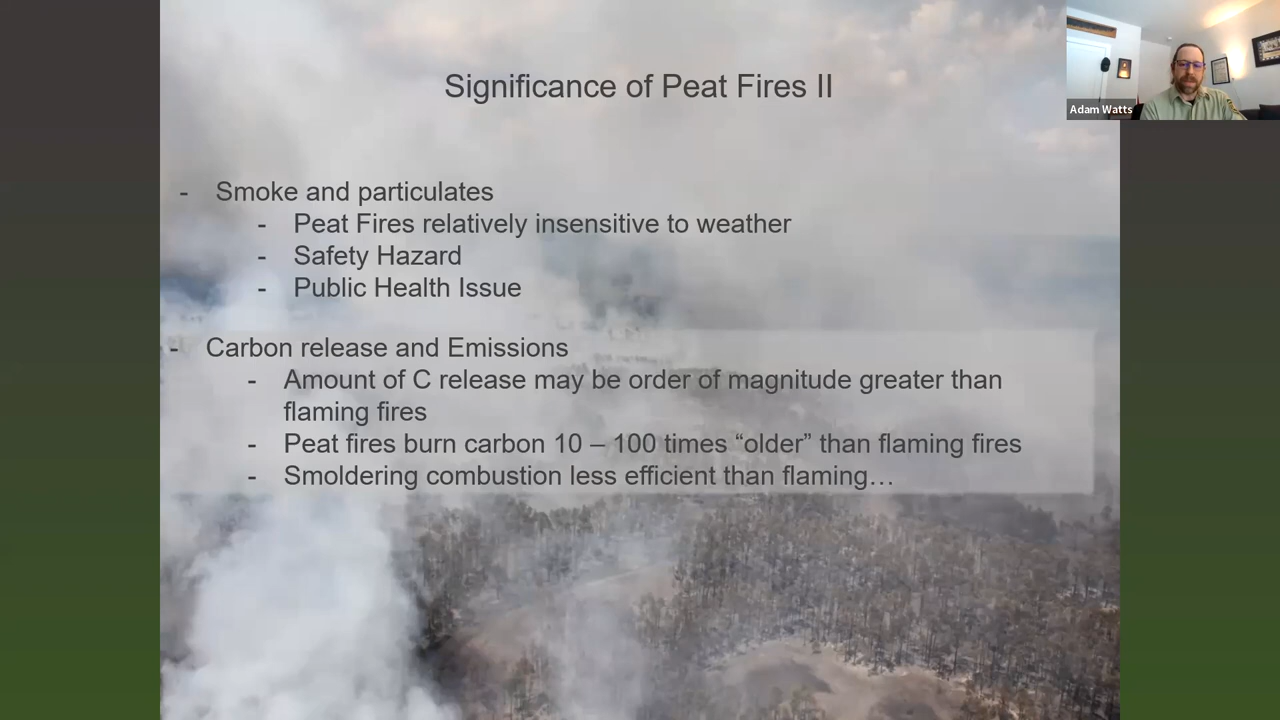 Significance of Peat Fires II
Adam Watts
- Smoke and particulates
- Peat Fires relatively insensitive to weather
- Safety Hazard
- Public Health Issue
- Carbon release and Emissions
- Amount of C release may be order of magnitude greater than
flaming fires
- Peat fires burn carbon 10 – 100 times “older” than flaming fires
- Smoldering combustion less efficient than flaming…